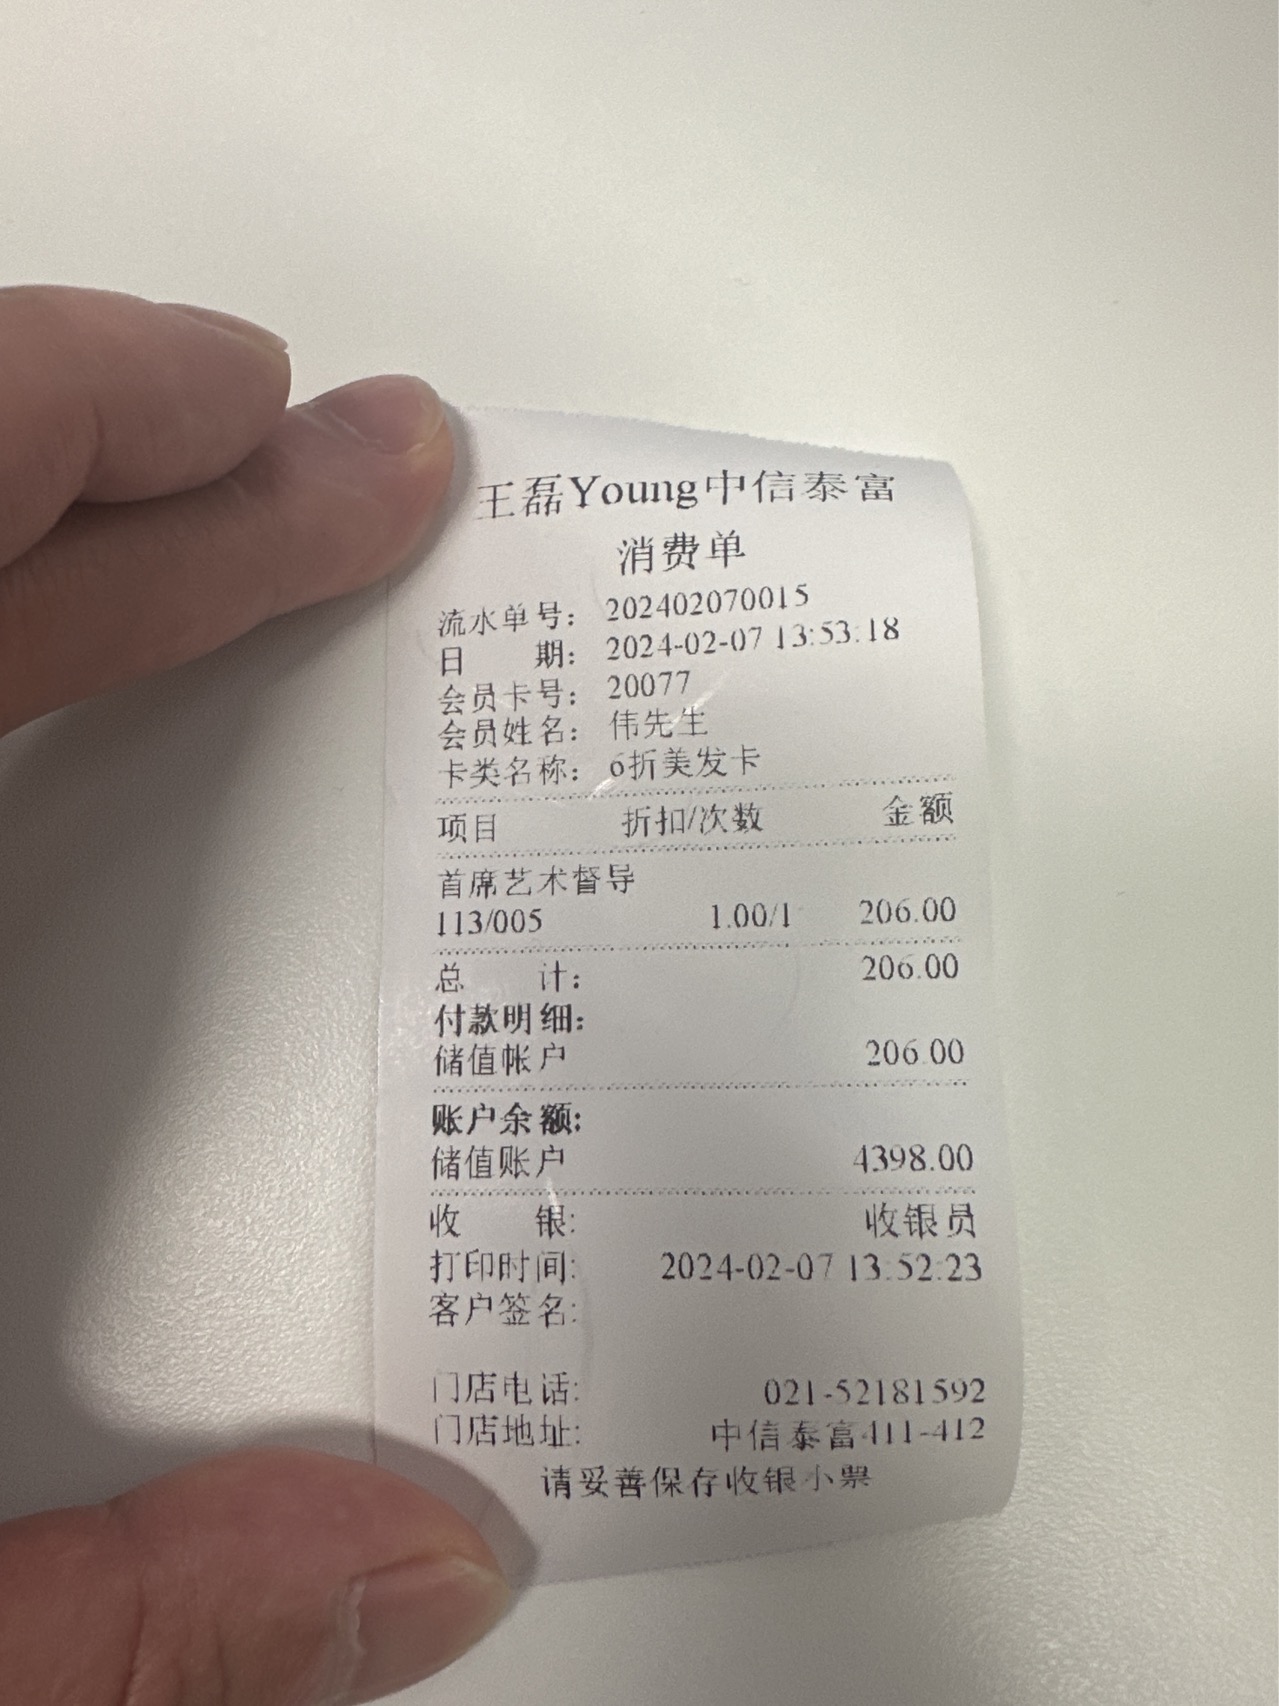 王磊Young中信泰富
消费单
流水单号： 202402070015
日 期： 2024-02-07 13:53:18
会员卡号： 20077
会员姓名： 伟先生
卡类名称： 6折美发卡
项目 折扣/次数 金额
首席艺术督导
113/005 1.00/1 206.00
总 计： 206.00
付款明细：
储值帐户 206.00
账户余额：
储值账户 4398.00
收 银: 收银员
打印时间: 2024-02-07 13:52:23
客户签名:
门店电话: 021-52181592
门店地址: 中信泰富411-412
请妥善保存收银小票